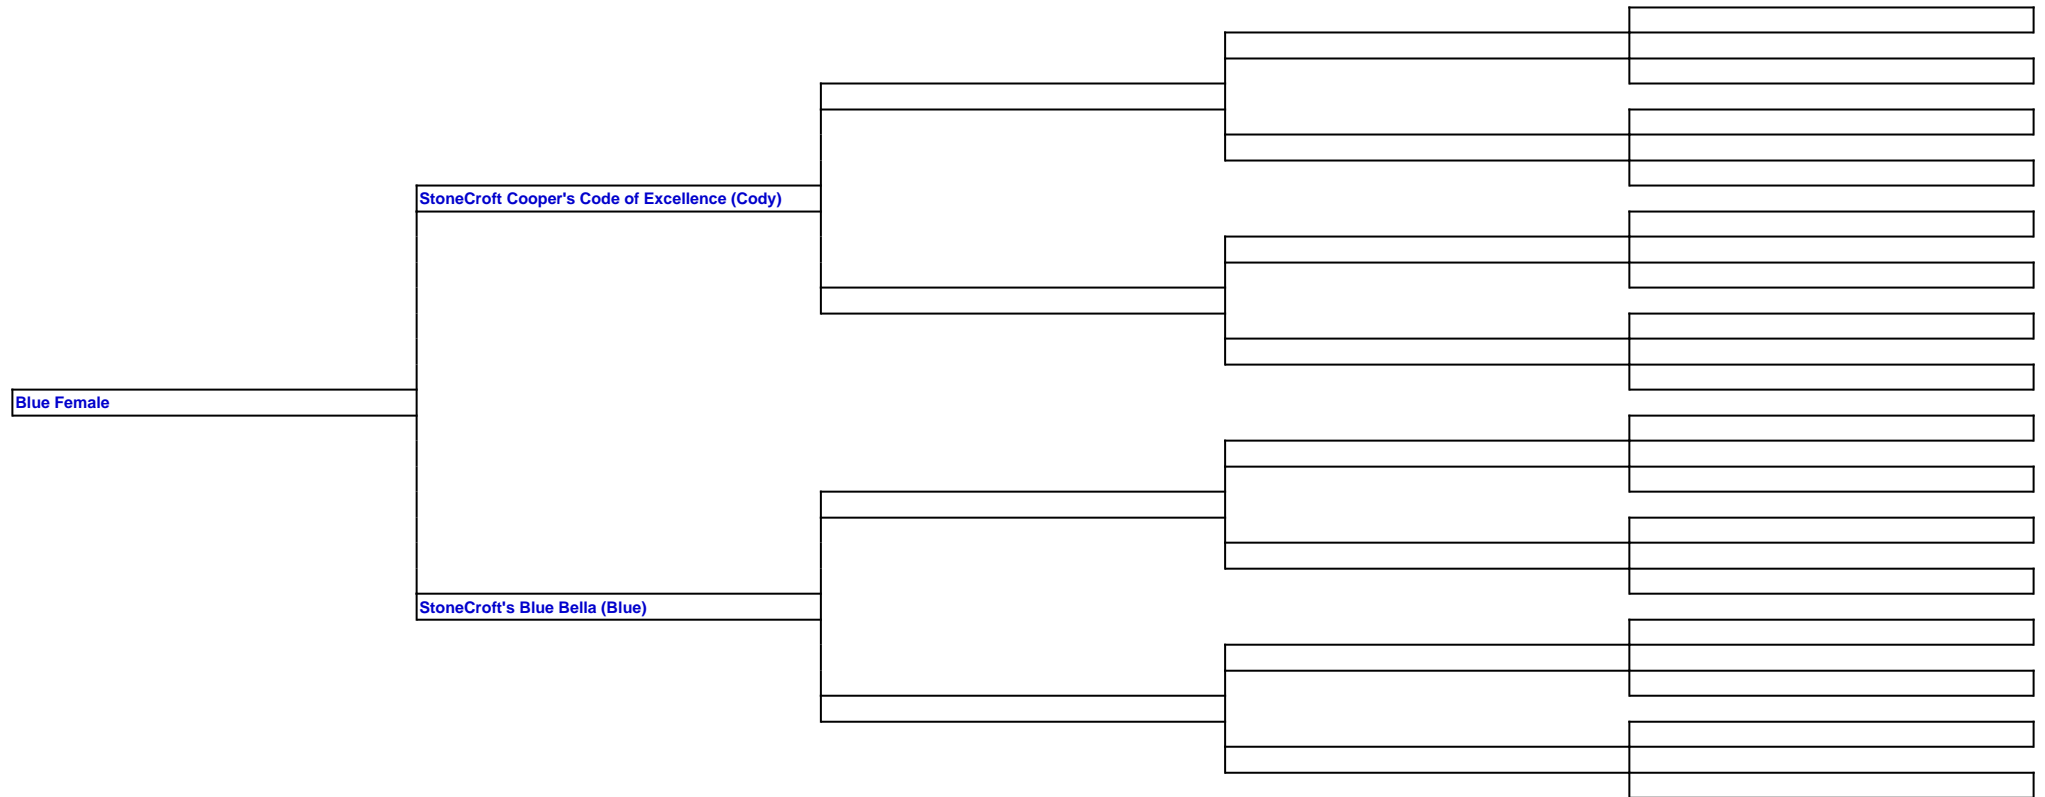 StoneCroft Cooper's Code of Excellence (Cody)
Blue Female
StoneCroft's Blue Bella (Blue)